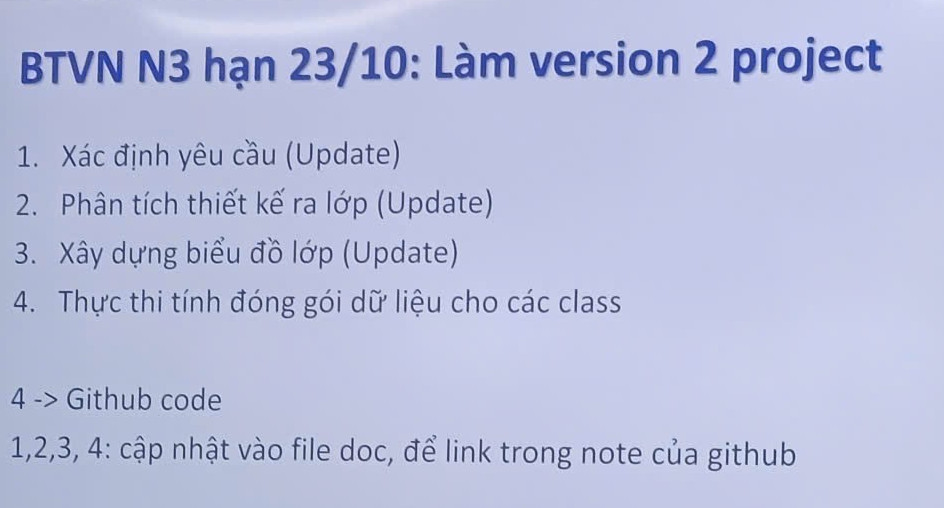 BTVN N3 hạn 23/10: Làm version 2 project
1. Xác định yêu cầu (Update)
2. Phân tích thiết kế ra lớp (Update)
3. Xây dựng biểu đồ lớp (Update)
4. Thực thi tính đóng gói dữ liệu cho các class
4 -> Github code
1,2,3, 4: cập nhật vào file doc, để link trong note của github